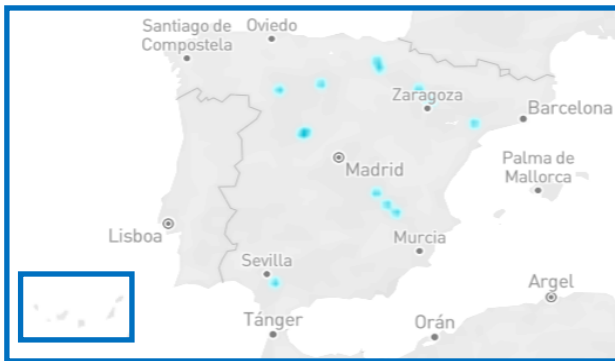 Santiago de
Compostela
Oviedo
Zaragoza
Barcelona
Madrid
Palma de
Mallorca
Lisboa
Murcia
Sevilla
Argel
Tánger
Orán